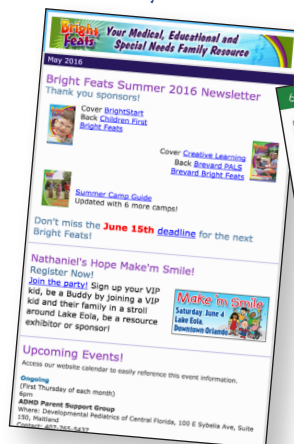 Bright Feats
Your Medical, Educational and
Special Needs Family Resource
May 2016
Bright Feats Summer 2016 Newsletter
Thank you sponsors!
Cover BrightStart
Back Children First
Bright Feats
Cover Creative Learning
Back Brevard PALS
Brevard Bright Feats
Summer Camp Guide
Updated with 6 more camps!
Don't miss the June 15th deadline for the next
Bright Feats!
Nathaniel's Hope Make'm Smile!
Register Now!
Join the party! Sign up your VIP
kid, be a Buddy by joining a VIP
kid and their family in a stroll
around Lake Eola, be a resource
exhibitor or sponsor!
Make 'm Smile
Saturday, June 4
Lake Eola,
Downtown Orlando
Upcoming Events!
Access our website calendar to easily reference this event information.
Ongoing
(First Thursday of each month)
6pm
ADHD Parent Support Group
Where: Developmental Pediatrics of Central Florida, 100 E Sybelia Ave, Suite
150, Maitland
Contact: 407-265-5437